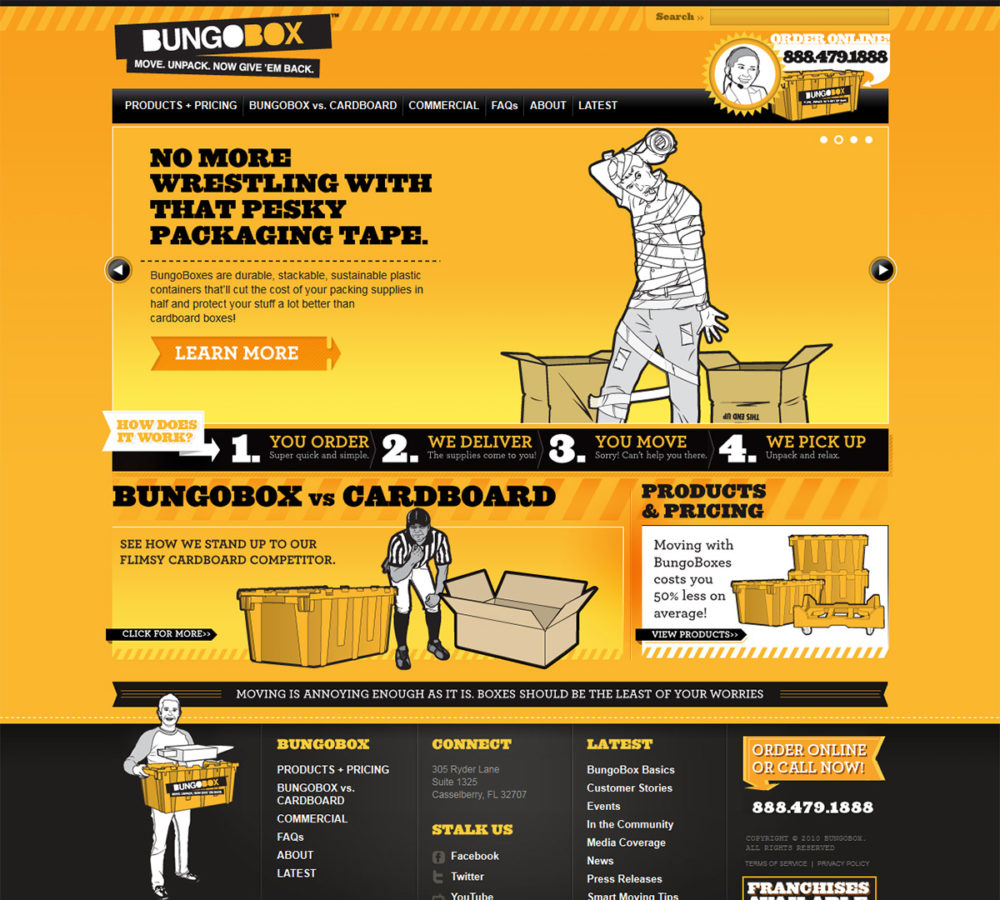 Search >>
BUNGOBOX™
MOVE. UNPACK. NOW GIVE 'EM BACK.
ORDER ONLINE!
888.479.1888
BUNGOBOX
PRODUCTS + PRICING
BUNGOBOX vs. CARDBOARD
COMMERCIAL
FAQs
ABOUT
LATEST
NO MORE
WRESTLING WITH
THAT PESKY
PACKAGING TAPE.
BungoBoxes are durable, stackable, sustainable plastic
containers that'll cut the cost of your packing supplies in
half and protect your stuff a lot better than
cardboard boxes!
LEARN MORE
THIS END UP
HOW DOES
IT WORK?
1. YOU ORDER
Super quick and simple.
2. WE DELIVER
The supplies come to you!
3. YOU MOVE
Sorry! Can't help you there.
4. WE PICK UP
Unpack and relax.
BUNGOBOX vs CARDBOARD
SEE HOW WE STAND UP TO OUR
FLIMSY CARDBOARD COMPETITOR.
CLICK FOR MORE>>
PRODUCTS
& PRICING
Moving with
BungoBoxes
costs you
50% less on
average!
VIEW PRODUCTS>>
MOVING IS ANNOYING ENOUGH AS IT IS. BOXES SHOULD BE THE LEAST OF YOUR WORRIES
BUNGOBOX
MOVE. UNPACK. NOW GIVE 'EM BACK.
BUNGOBOX
PRODUCTS + PRICING
BUNGOBOX vs.
CARDBOARD
COMMERCIAL
FAQs
ABOUT
LATEST
CONNECT
305 Ryder Lane
Suite 1325
Casselberry, FL 32707
STALK US
Facebook
Twitter
YouTube
LATEST
BungoBox Basics
Customer Stories
Events
In the Community
Media Coverage
News
Press Releases
Smart Moving Tips
ORDER ONLINE
OR CALL NOW!
888.479.1888
COPYRIGHT © 2010 BUNGOBOX.
ALL RIGHTS RESERVED
TERMS OF SERVICE | PRIVACY POLICY
FRANCHISES
AVAILABLE